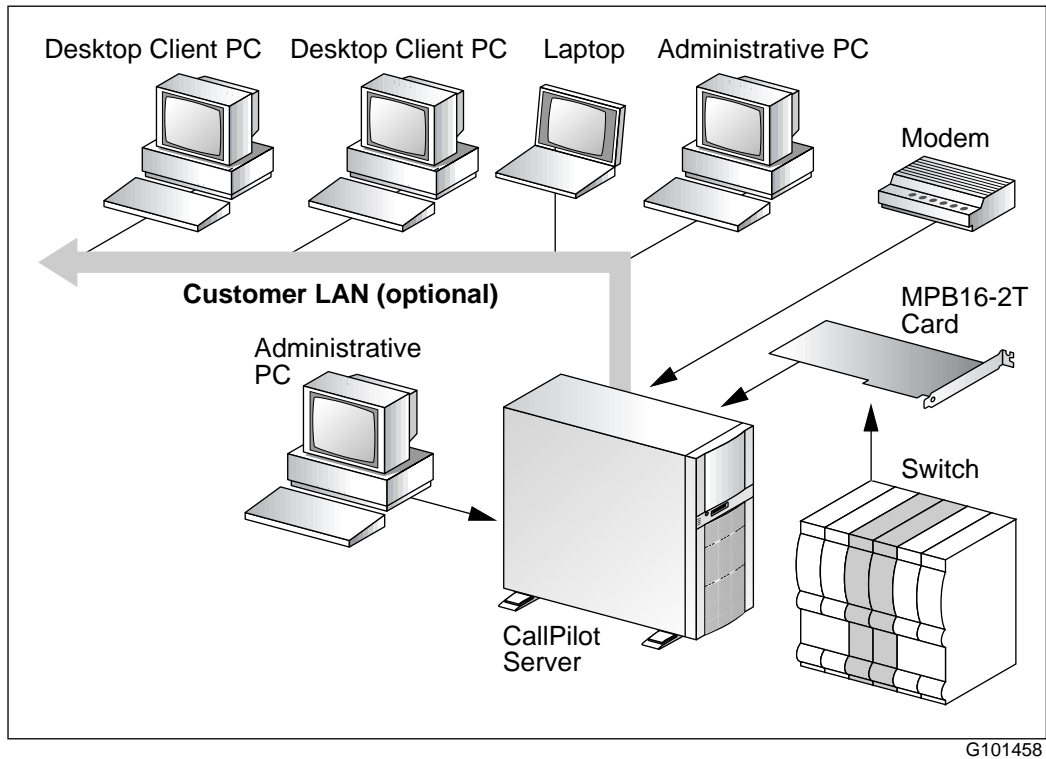 Desktop Client PC
Desktop Client PC
Laptop
Administrative PC
Modem
Customer LAN (optional)
MPB16-2T
Card
Administrative
PC
Switch
CallPilot
Server
G101458